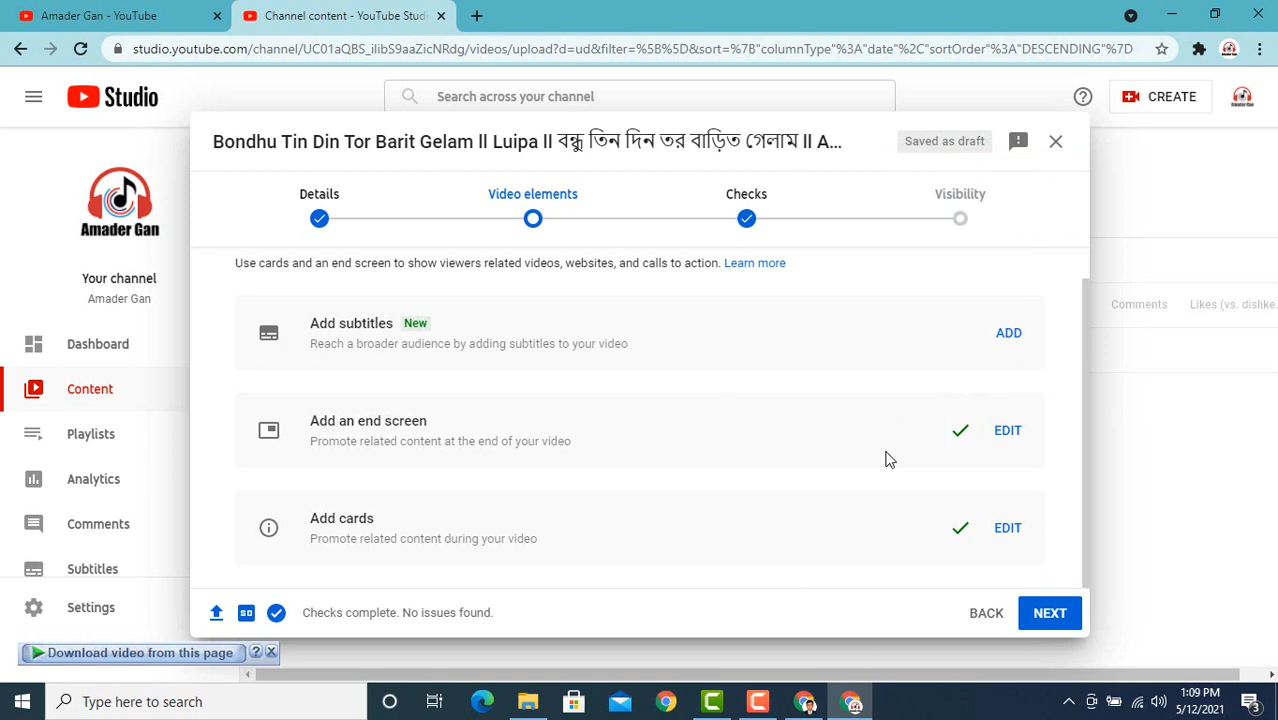 Amader Gan - YouTube
Channel content - YouTube Studi
studio.youtube.com/channel/UC01aQBS_iIibS9aaZicNRdg/videos/upload?d=ud&filter=%5B%5D&sort=%7B"columnType"%3A"date"%2C"sortOrder"%3A"DESCENDING"%7D
Studio
Search across your channel
CREATE
Bondhu Tin Din Tor Barit Gelam ll Luipa ll বন্ধু তিন দিন তর বাড়িত গেলাম ll A...
Saved as draft
Details
Video elements
Checks
Visibility
Amader Gan
Your channel
Amader Gan
Dashboard
Content
Playlists
Analytics
Comments
Subtitles
Settings
Use cards and an end screen to show viewers related videos, websites, and calls to action. Learn more
Add subtitles New
Reach a broader audience by adding subtitles to your video
ADD
Add an end screen
Promote related content at the end of your video
EDIT
Add cards
Promote related content during your video
EDIT
Comments
Likes (vs. dislike.
SD
Checks complete. No issues found.
BACK
NEXT
Download video from this page
?
Type here to search
1:09 PM
5/12/2021
3